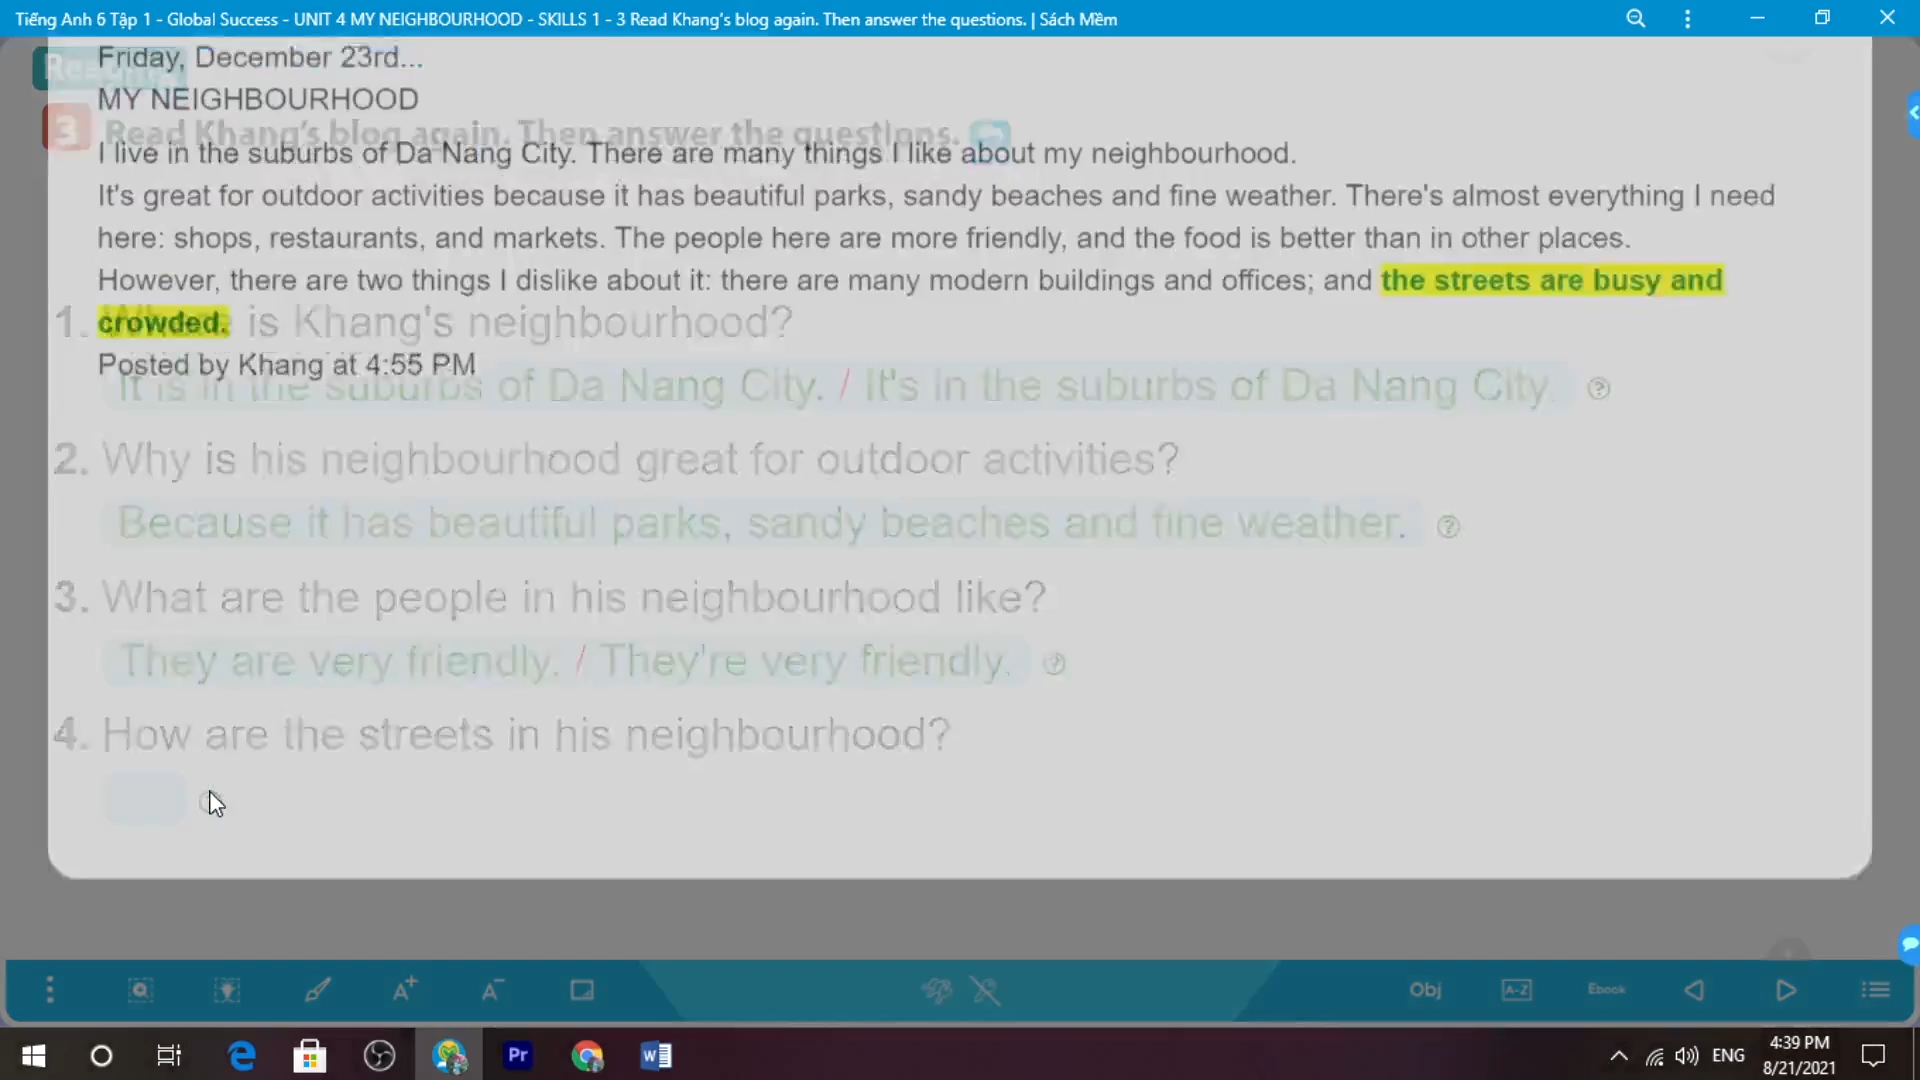 Tiếng Anh 6 Tập 1 - Global Success - UNIT 4 MY NEIGHBOURHOOD - SKILLS 1 - 3 Read Khang's blog again. Then answer the questions. | Sách Mềm
Friday, December 23rd...
MY NEIGHBOURHOOD
3 Read Khang's blog again. Then answer the questions.
I live in the suburbs of Da Nang City. There are many things I like about my neighbourhood.
It's great for outdoor activities because it has beautiful parks, sandy beaches and fine weather. There's almost everything I need
here: shops, restaurants, and markets. The people here are more friendly, and the food is better than in other places.
However, there are two things I dislike about it: there are many modern buildings and offices; and the streets are busy and
crowded.
1. is Khang's neighbourhood?
Posted by Khang at 4:55 PM
It is in the suburbs of Da Nang City. / It's in the suburbs of Da Nang City.
2. Why is his neighbourhood great for outdoor activities?
Because it has beautiful parks, sandy beaches and fine weather.
3. What are the people in his neighbourhood like?
They are very friendly. / They're very friendly.
4. How are the streets in his neighbourhood?
A+ A- Obj A-Z Ebook
Pr W ENG 4:39 PM
8/21/2021